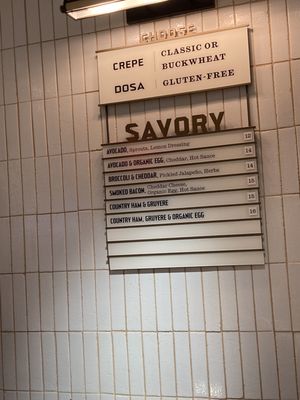 CHOOSE
CREPE
CLASSIC OR
BUCKWHEAT
DOSA
GLUTEN-FREE
SAVORY
AVOCADO, Sprouts, Lemon Dressing 12
AVOCADO & ORGANIC EGG, Cheddar, Hot Sauce 14
BROCCOLI & CHEDDAR, Pickled Jalapeño, Herbs 14
SMOKED BACON, Cheddar Cheese, 15
Organic Egg, Hot Sauce
COUNTRY HAM & GRUYERE 15
COUNTRY HAM, GRUYERE & ORGANIC EGG 16